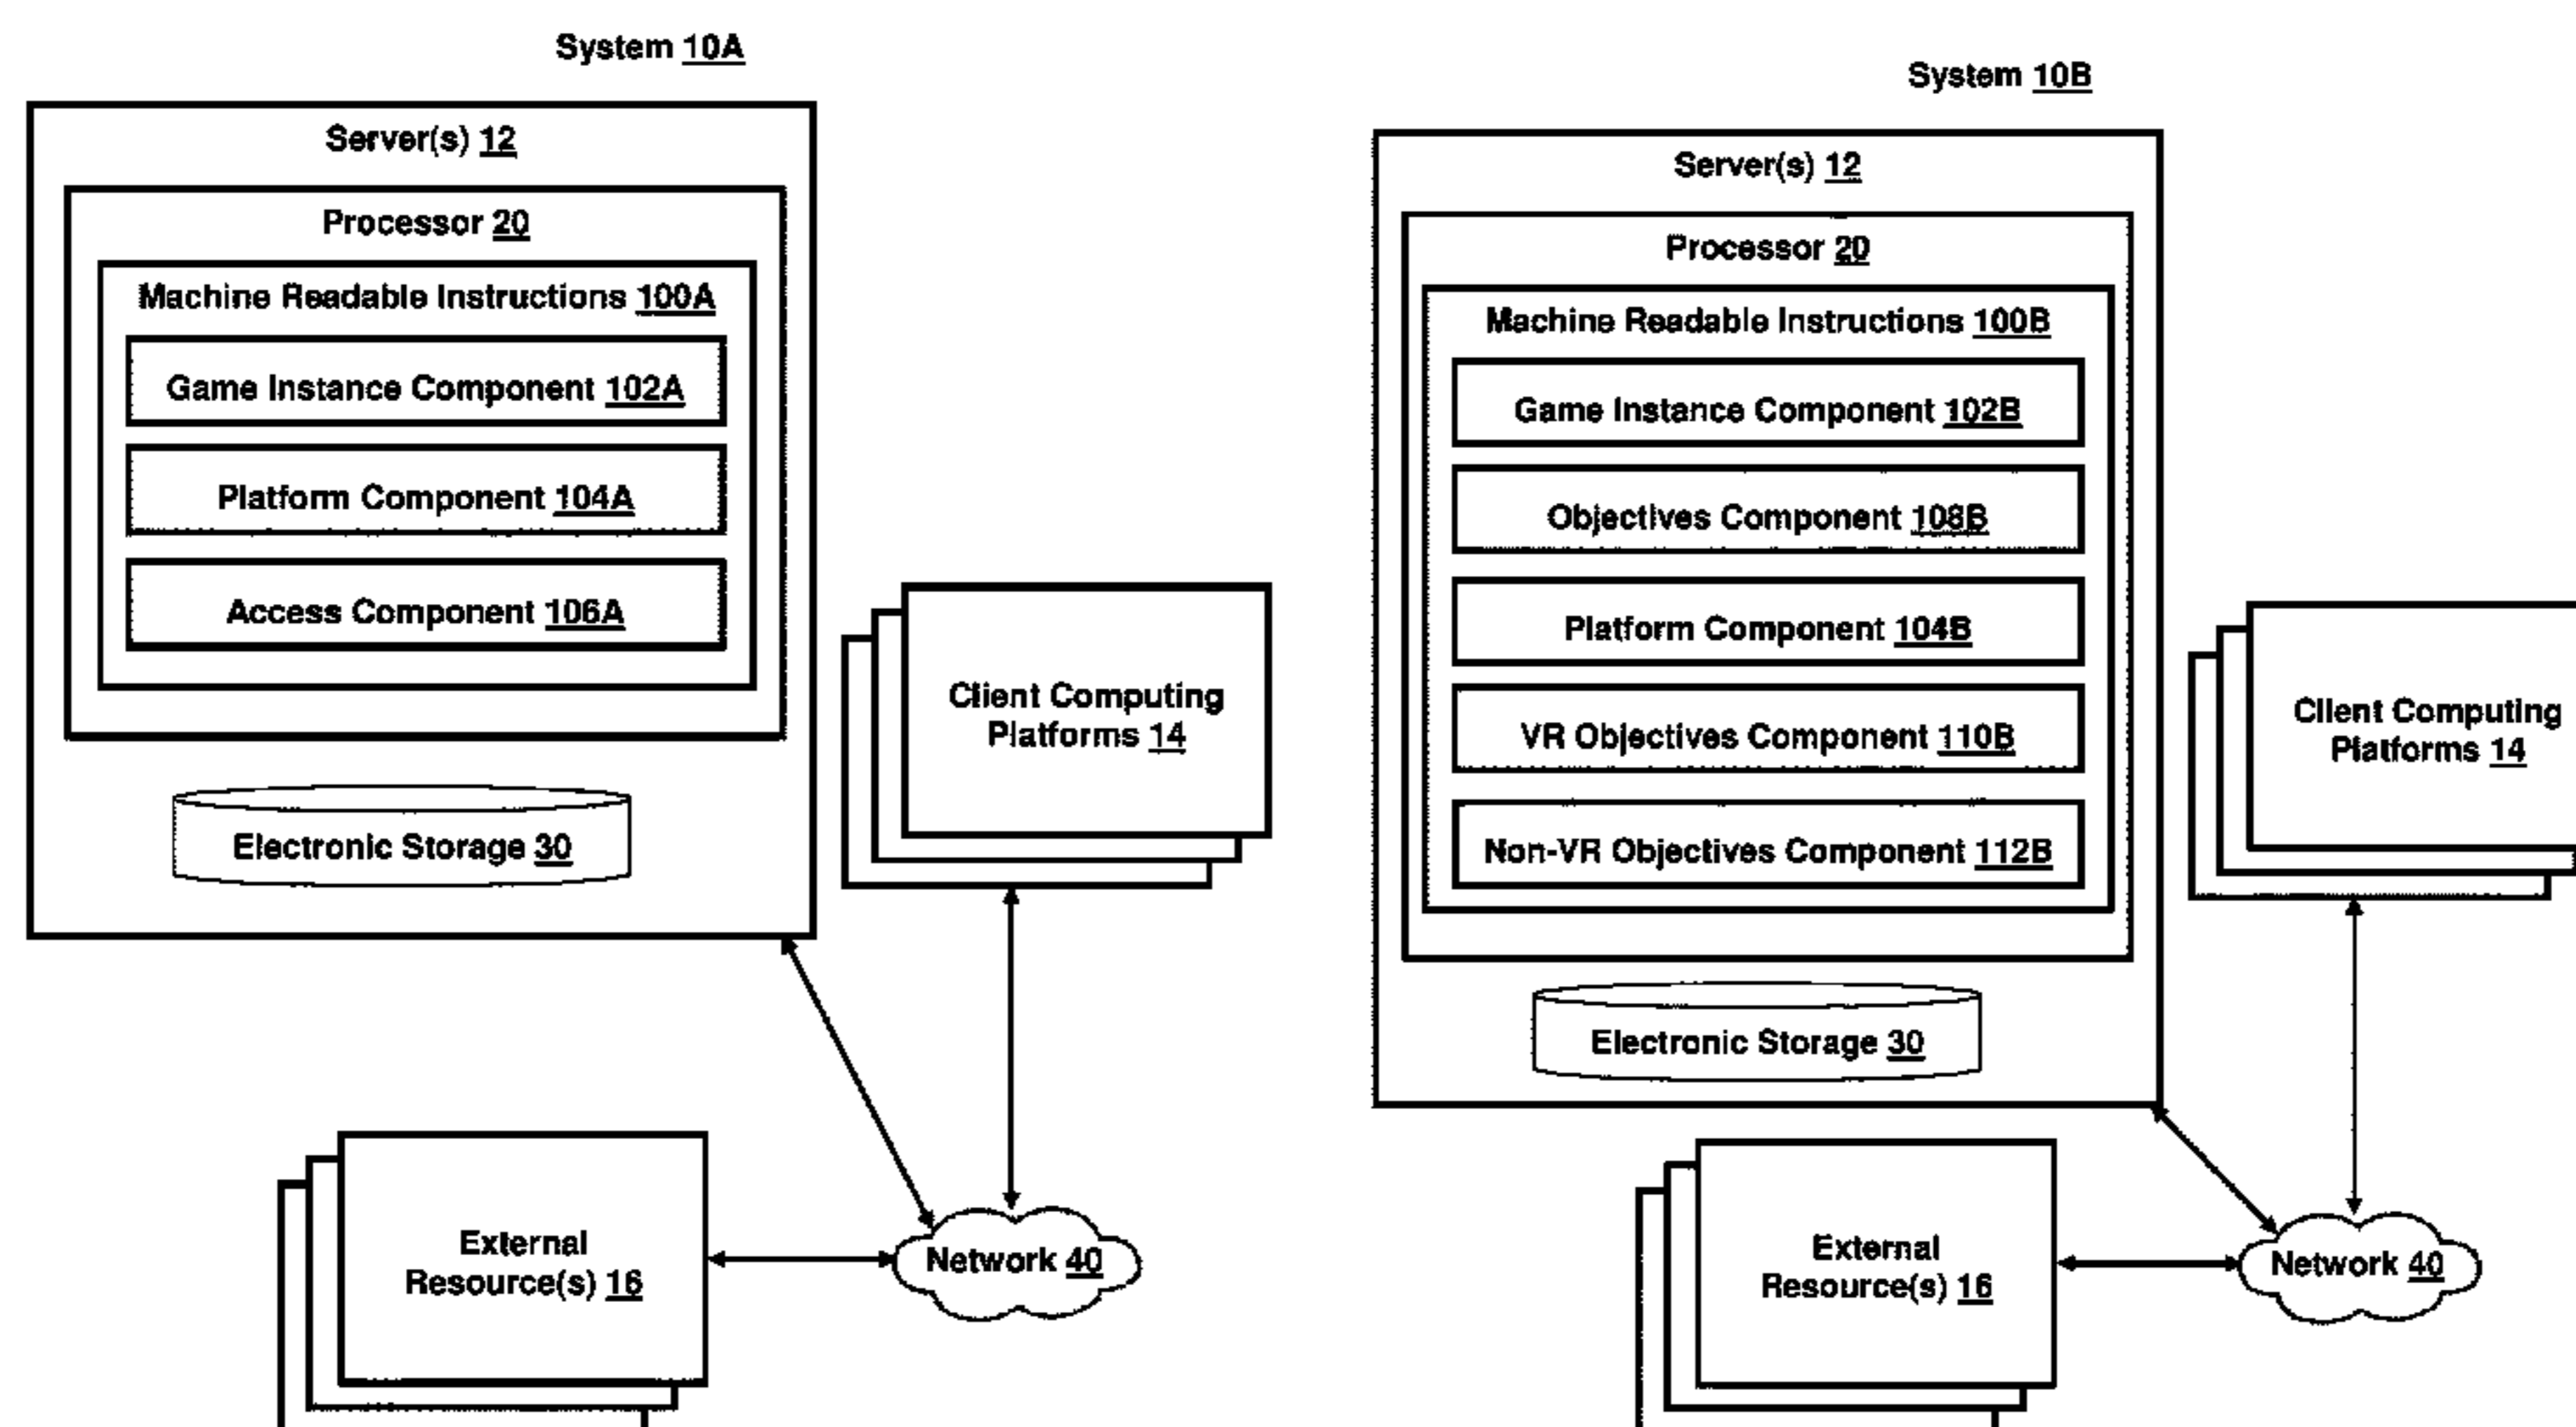 System 10A
Server(s) 12
Processor 20
Machine Readable Instructions 100A
Game Instance Component 102A
Platform Component 104A
Access Component 106A
Electronic Storage 30
Client Computing
Platforms 14
External
Resource(s) 16
Network 40
System 10B
Server(s) 12
Processor 20
Machine Readable Instructions 100B
Game Instance Component 102B
Objectives Component 108B
Platform Component 104B
VR Objectives Component 110B
Non-VR Objectives Component 112B
Electronic Storage 30
Client Computing
Platforms 14
External
Resource(s) 16
Network 40